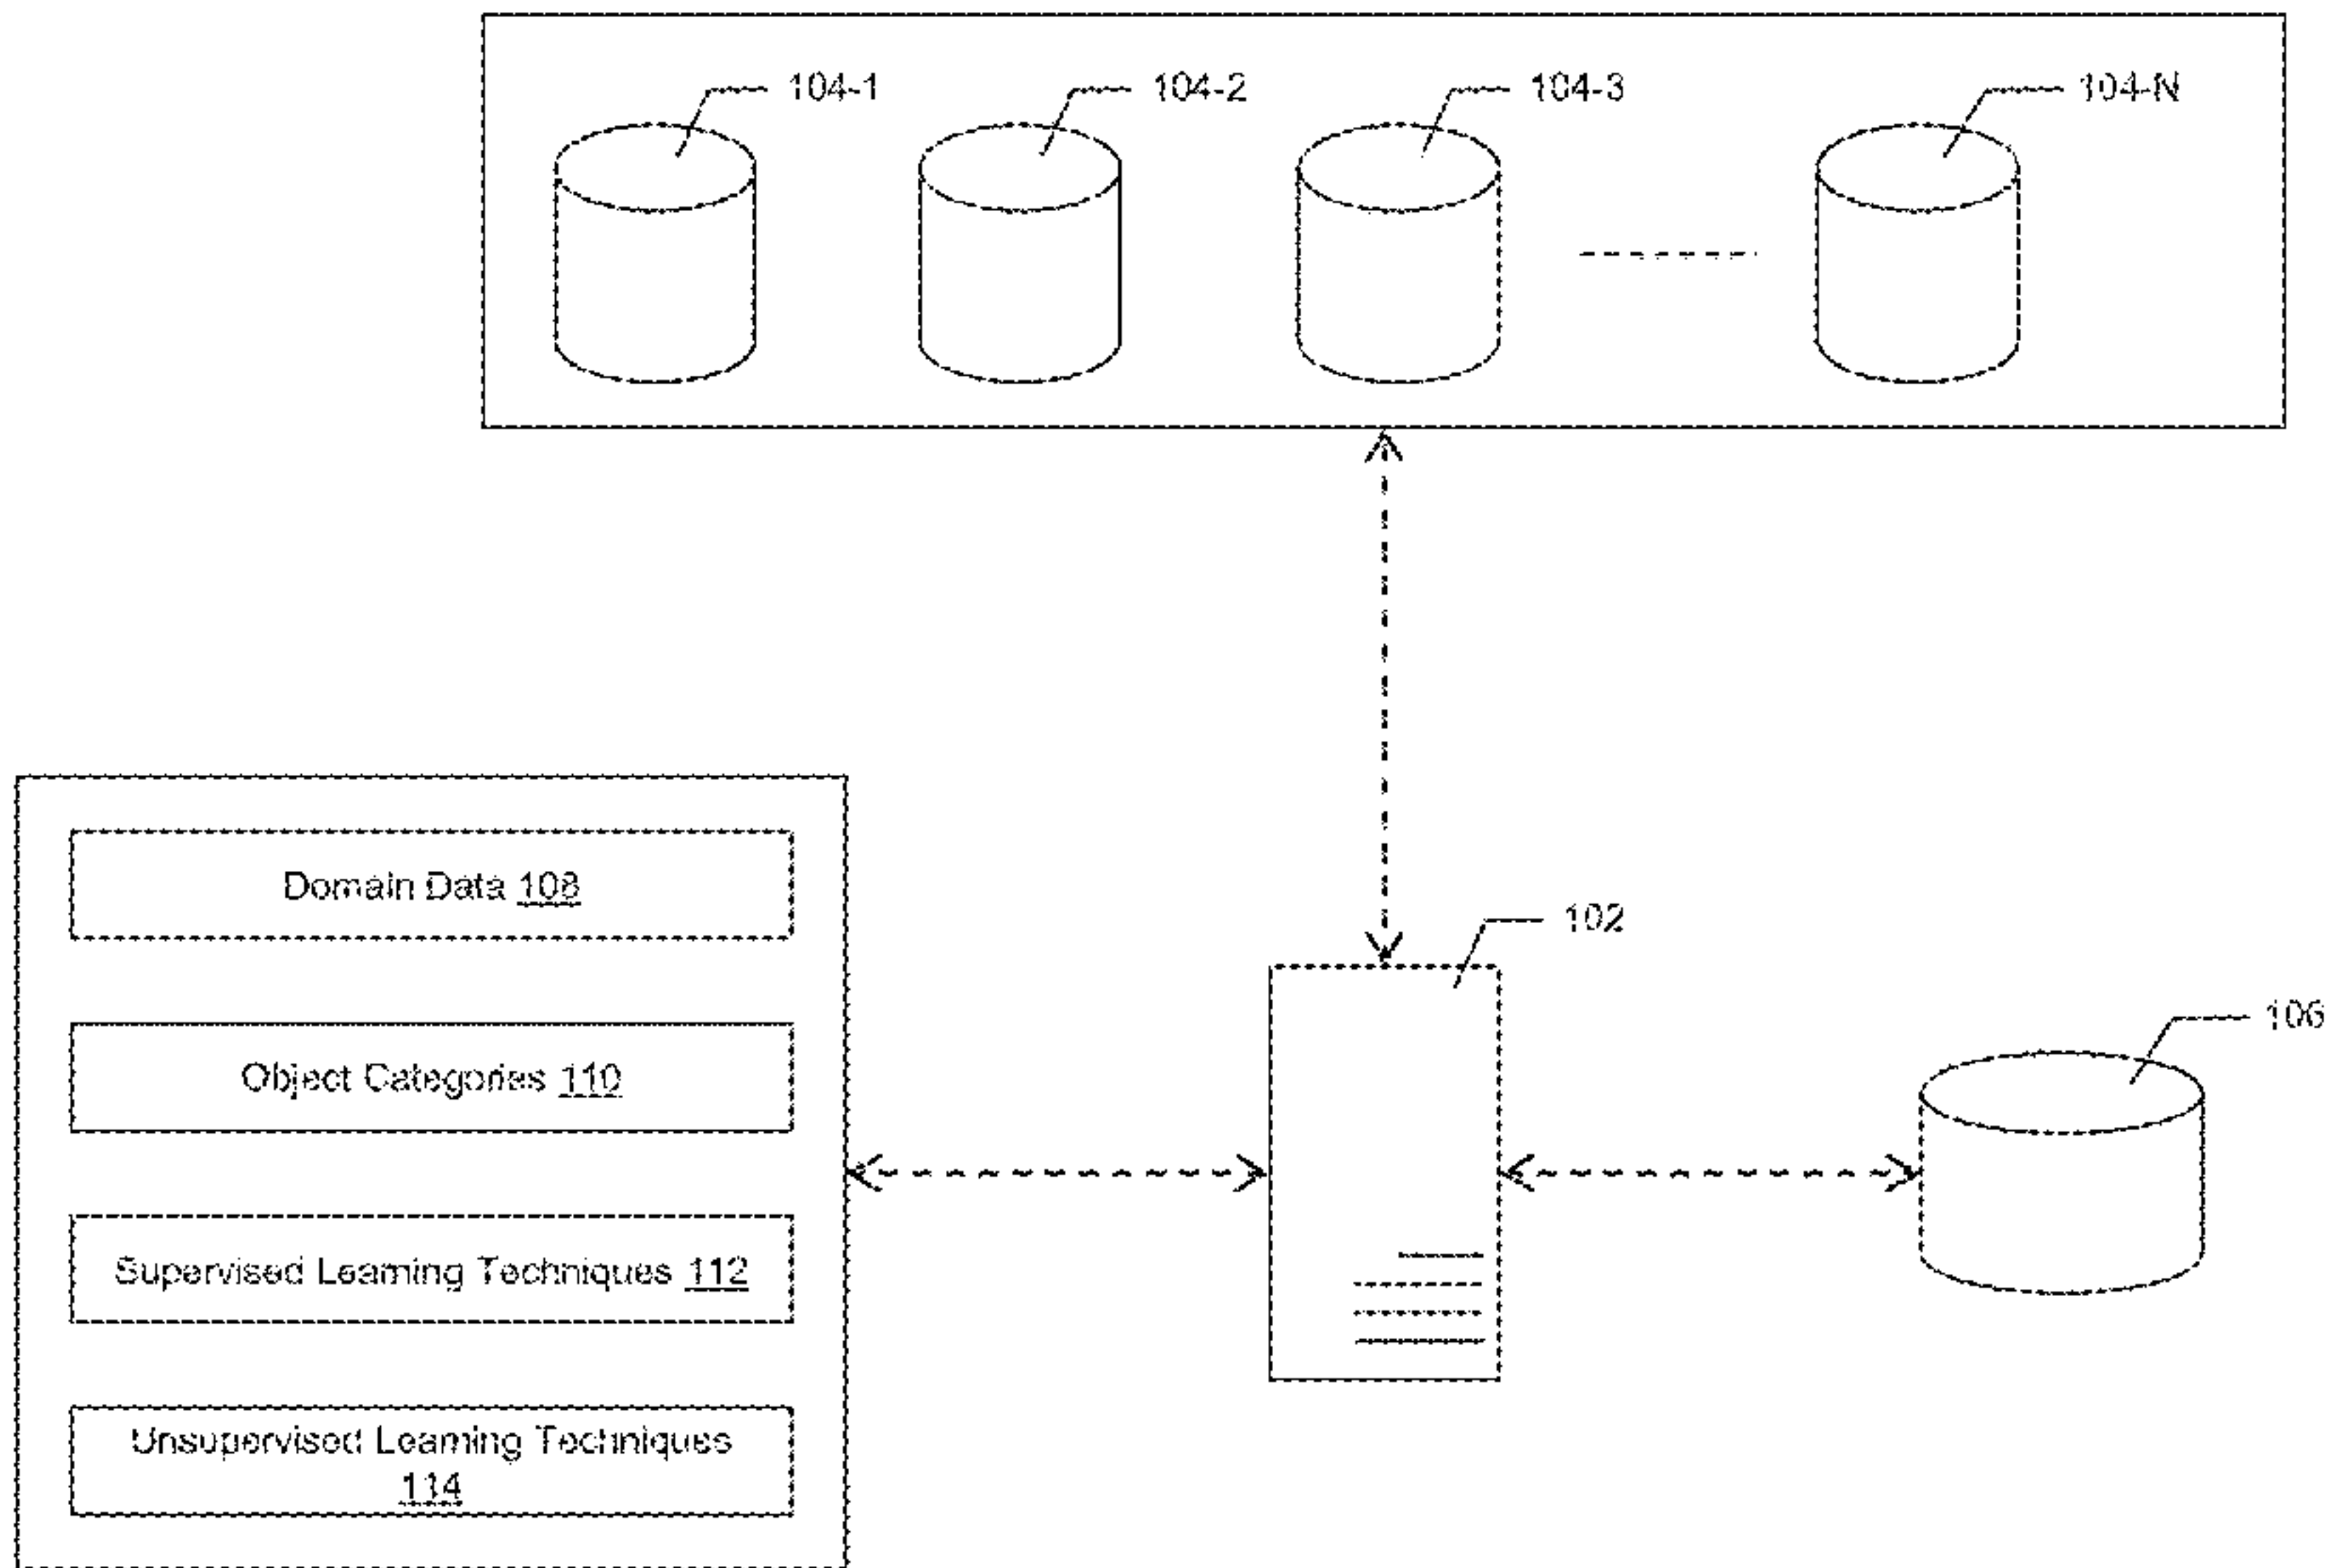 104-1
104-2
104-3
104-N
Domain Data 108
102
106
Object Categories 110
Supervised Learning Techniques 112
Unsupervised Learning Techniques
114